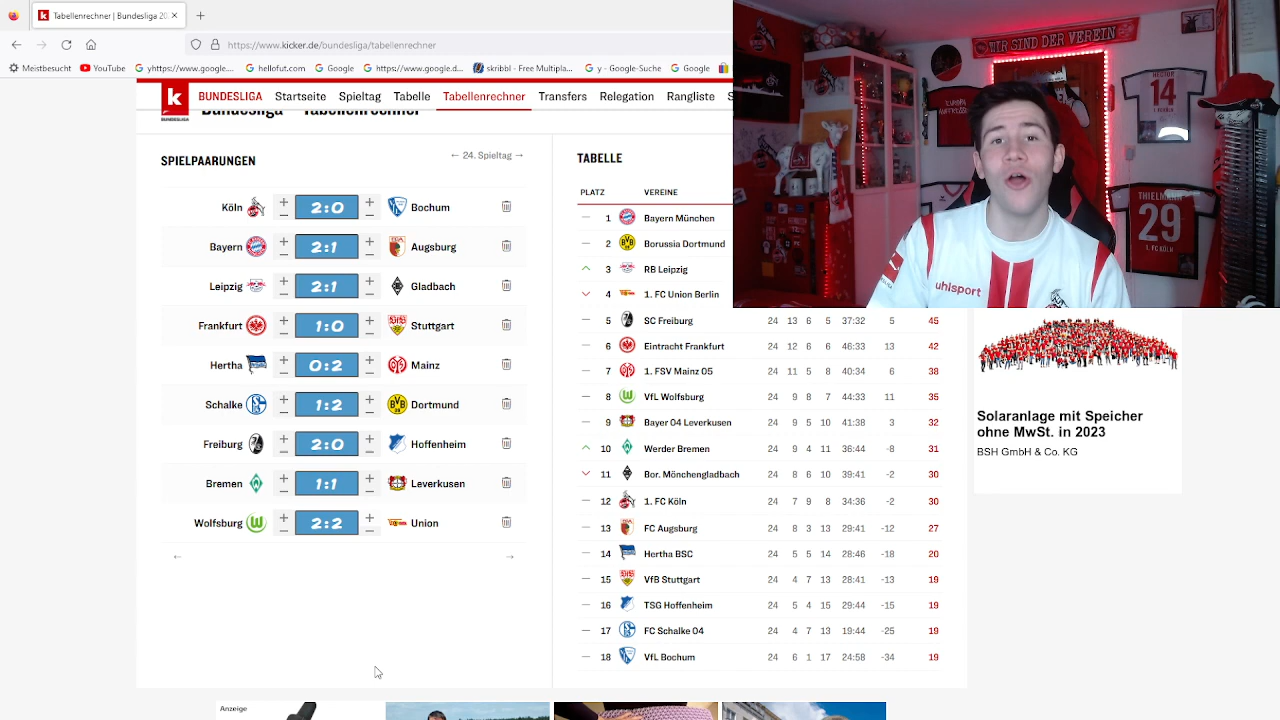 Tabellenrechner | Bundesliga 20
https://www.kicker.de/bundesliga/tabellenrechner
Meistbesucht YouTube yhttps://www.google.... hellofut.com Google https://www.google.d... skribbl - Free Multipla... y - Google-Suche Google
k BUNDESLIGA Startseite Spieltag Tabelle Tabellenrechner Transfers Relegation Rangliste S
BUNDESLIGA
Bundesliga - Tabellenrechner
SPIELPAARUNGEN
← 24. Spieltag →
Köln 2:0 Bochum
Bayern 2:1 Augsburg
Leipzig 2:1 Gladbach
Frankfurt 1:0 Stuttgart
Hertha 0:2 Mainz
Schalke 1:2 Dortmund
Freiburg 2:0 Hoffenheim
Bremen 1:1 Leverkusen
Wolfsburg 2:2 Union
← →
TABELLE
PLATZ VEREINE
1 Bayern München
2 Borussia Dortmund
3 RB Leipzig
4 1. FC Union Berlin
5 SC Freiburg 24 13 6 5 37:32 5 45
6 Eintracht Frankfurt 24 12 6 6 46:33 13 42
7 1. FSV Mainz 05 24 11 5 8 40:34 6 38
8 VfL Wolfsburg 24 9 8 7 44:33 11 35
9 Bayer 04 Leverkusen 24 9 5 10 41:38 3 32
10 Werder Bremen 24 9 4 11 36:44 -8 31
11 Bor. Mönchengladbach 24 8 6 10 39:41 -2 30
12 1. FC Köln 24 7 9 8 34:36 -2 30
13 FC Augsburg 24 8 3 13 29:41 -12 27
14 Hertha BSC 24 5 5 14 28:46 -18 20
15 VfB Stuttgart 24 4 7 13 28:41 -13 19
16 TSG Hoffenheim 24 5 4 15 29:44 -15 19
17 FC Schalke 04 24 4 7 13 19:44 -25 19
18 VfL Bochum 24 6 1 17 24:58 -34 19
WIR SIND DER VEREIN
HECTOR
14
1. FC KÖLN
THIELMANN
29
1. FC KÖLN
uhlsport
Solaranlage mit Speicher
ohne MwSt. in 2023
BSH GmbH & Co. KG
Anzeige